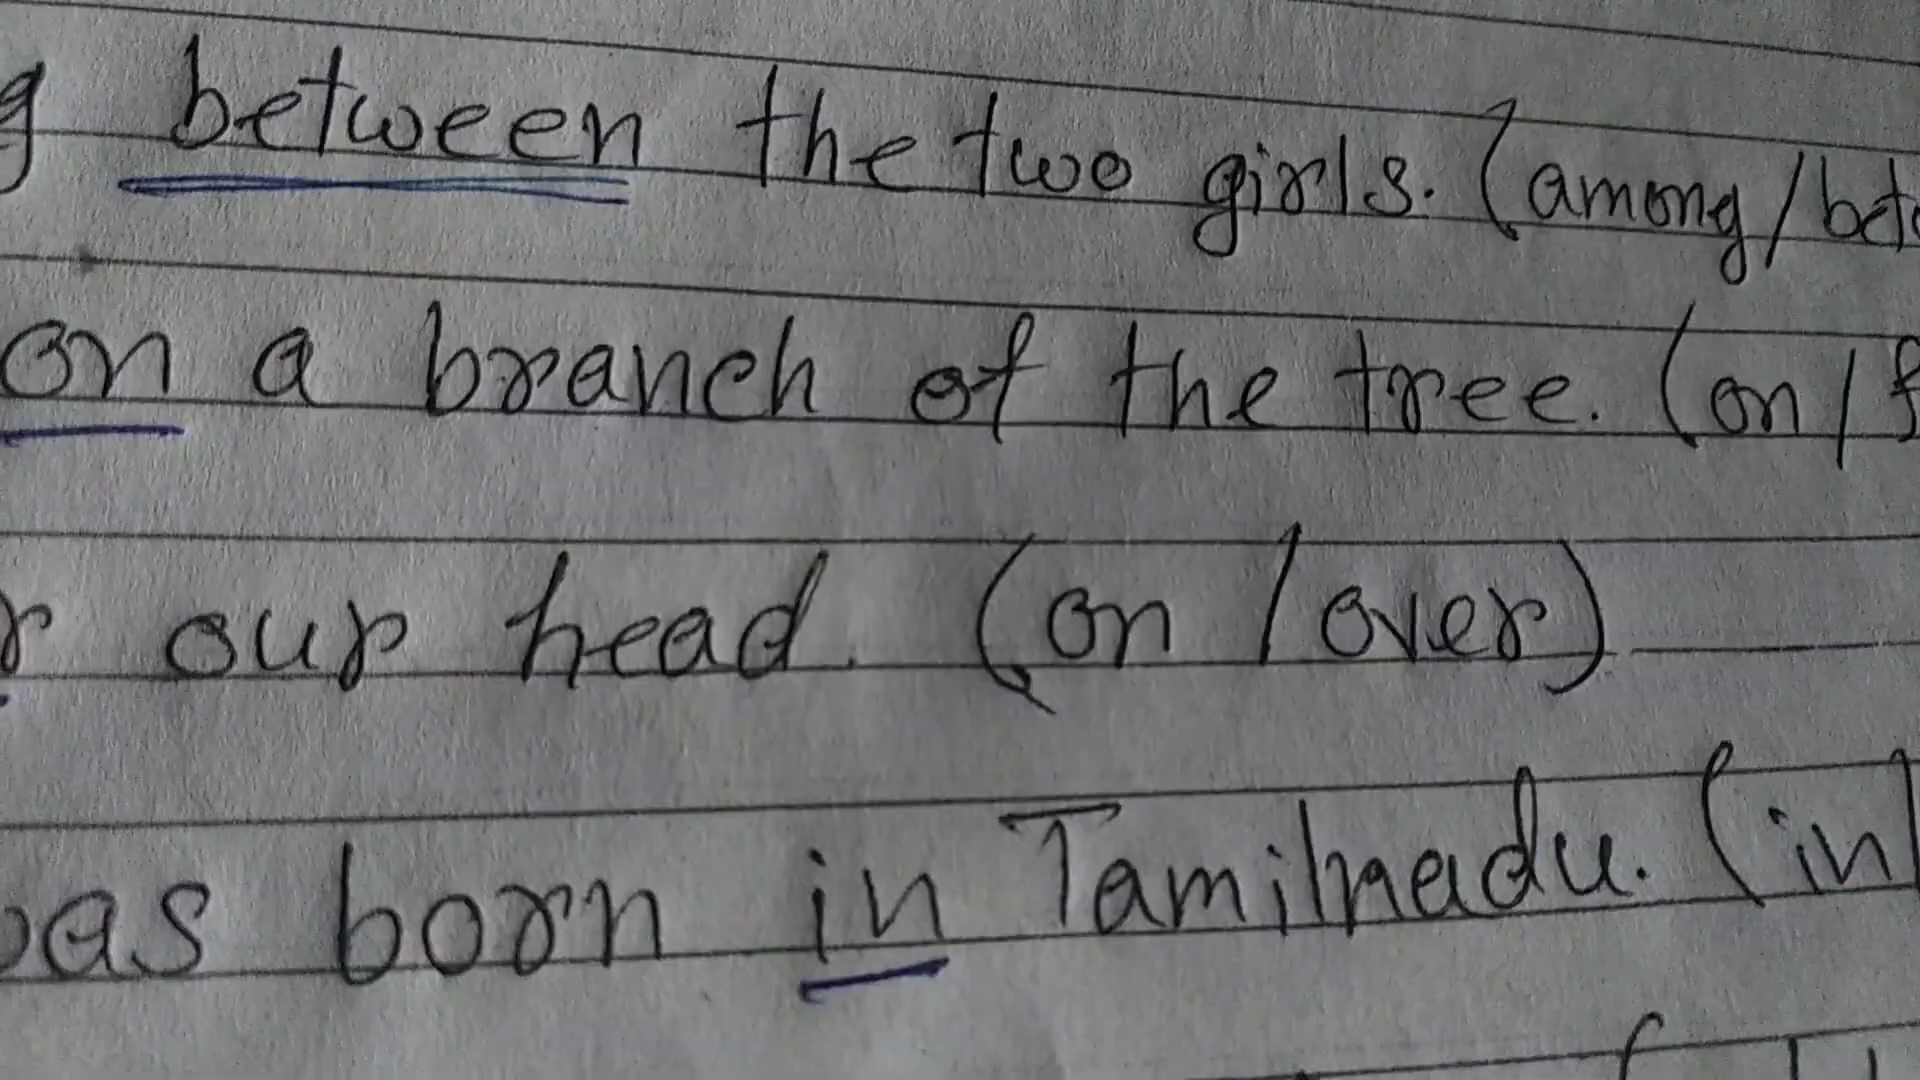 between the two girls. (among/
on a branch of the tree. (on/
our head. (on / over)
born in Tamilnadu. (in/